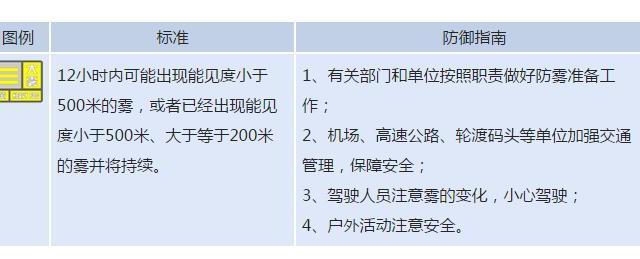 图例
标准
防御指南
大雾
12小时内可能出现能见度小于
500米的雾，或者已经出现能见
度小于500米、大于等于200米
的雾并将持续。
1、有关部门和单位按照职责做好防雾准备工
作；
2、机场、高速公路、轮渡码头等单位加强交通
管理，保障安全；
3、驾驶人员注意雾的变化，小心驾驶；
4、户外活动注意安全。